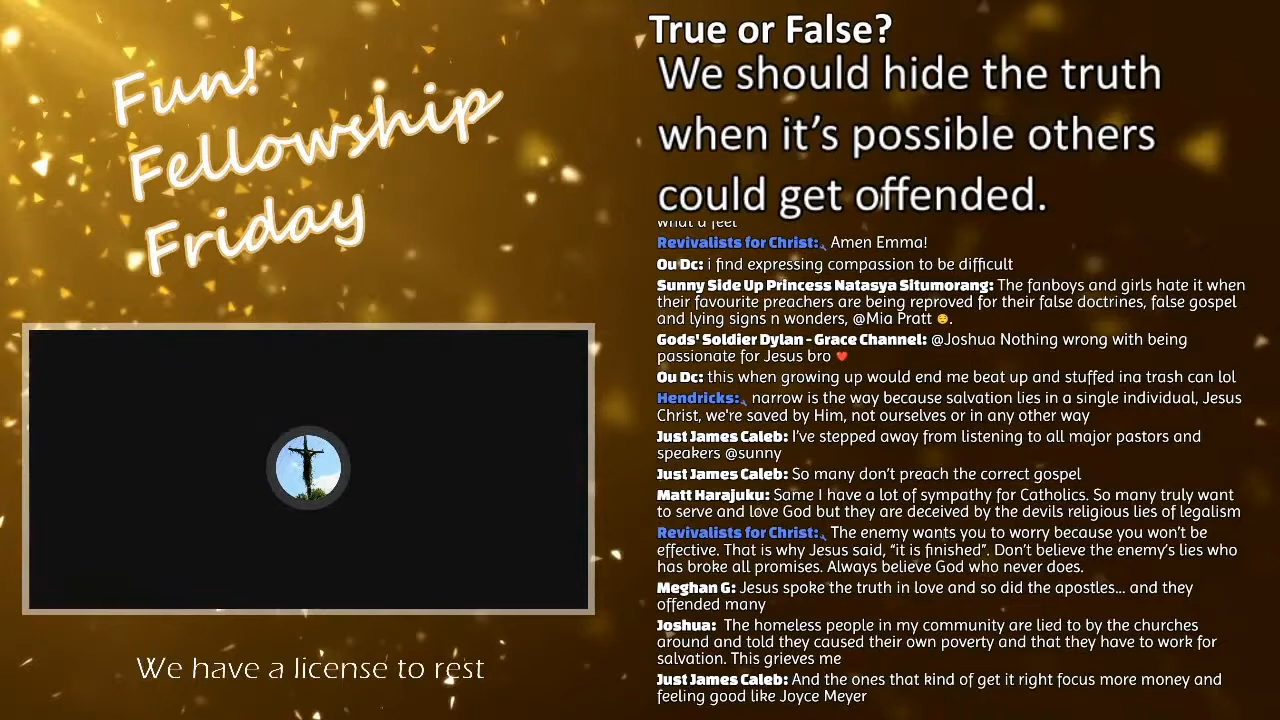 Fun!
Fellowship
Friday
We have a license to rest
True or False?
We should hide the truth
when it’s possible others
could get offended.
what a feet
Revivalists for Christ: Amen Emma!
Ou Dc: i find expressing compassion to be difficult
Sunny Side Up Princess Natasya Situmorang: The fanboys and girls hate it when
their favourite preachers are being reproved for their false doctrines, false gospel
and lying signs n wonders, @Mia Pratt 😌.
Gods' Soldier Dylan - Grace Channel: @Joshua Nothing wrong with being
passionate for Jesus bro ❤️
Ou Dc: this when growing up would end me beat up and stuffed ina trash can lol
Hendricks: narrow is the way because salvation lies in a single individual, Jesus
Christ, we're saved by Him, not ourselves or in any other way
Just James Caleb: I’ve stepped away from listening to all major pastors and
speakers @sunny
Just James Caleb: So many don’t preach the correct gospel
Matt Harajuku: Same I have a lot of sympathy for Catholics. So many truly want
to serve and love God but they are deceived by the devils religious lies of legalism
Revivalists for Christ: The enemy wants you to worry because you won’t be
effective. That is why Jesus said, “it is finished”. Don’t believe the enemy’s lies who
has broke all promises. Always believe God who never does.
Meghan G: Jesus spoke the truth in love and so did the apostles... and they
offended many
Joshua: The homeless people in my community are lied to by the churches
around and told they caused their own poverty and that they have to work for
salvation. This grieves me
Just James Caleb: And the ones that kind of get it right focus more money and
feeling good like Joyce Meyer